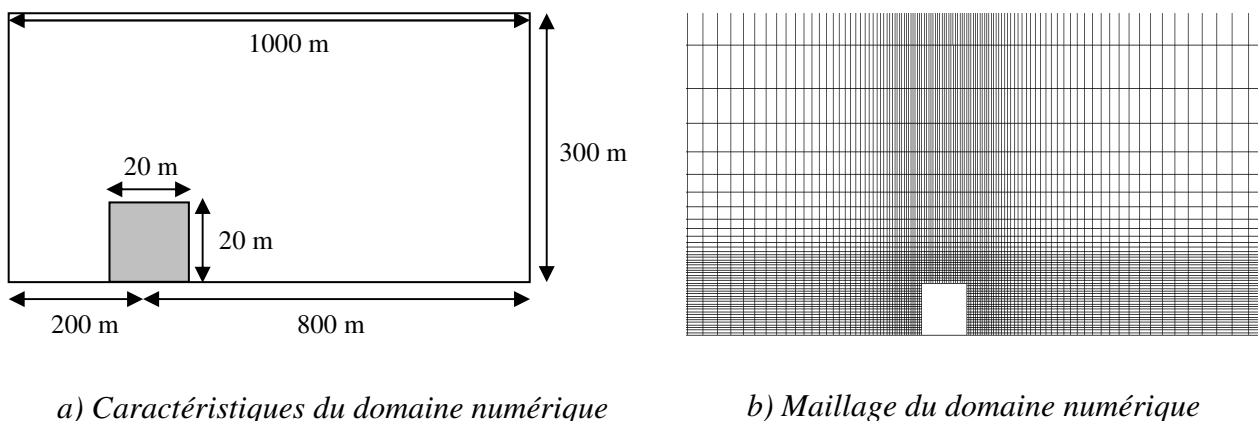 1000 m
300 m
20 m
20 m
200 m
800 m
a) Caractéristiques du domaine numérique
b) Maillage du domaine numérique